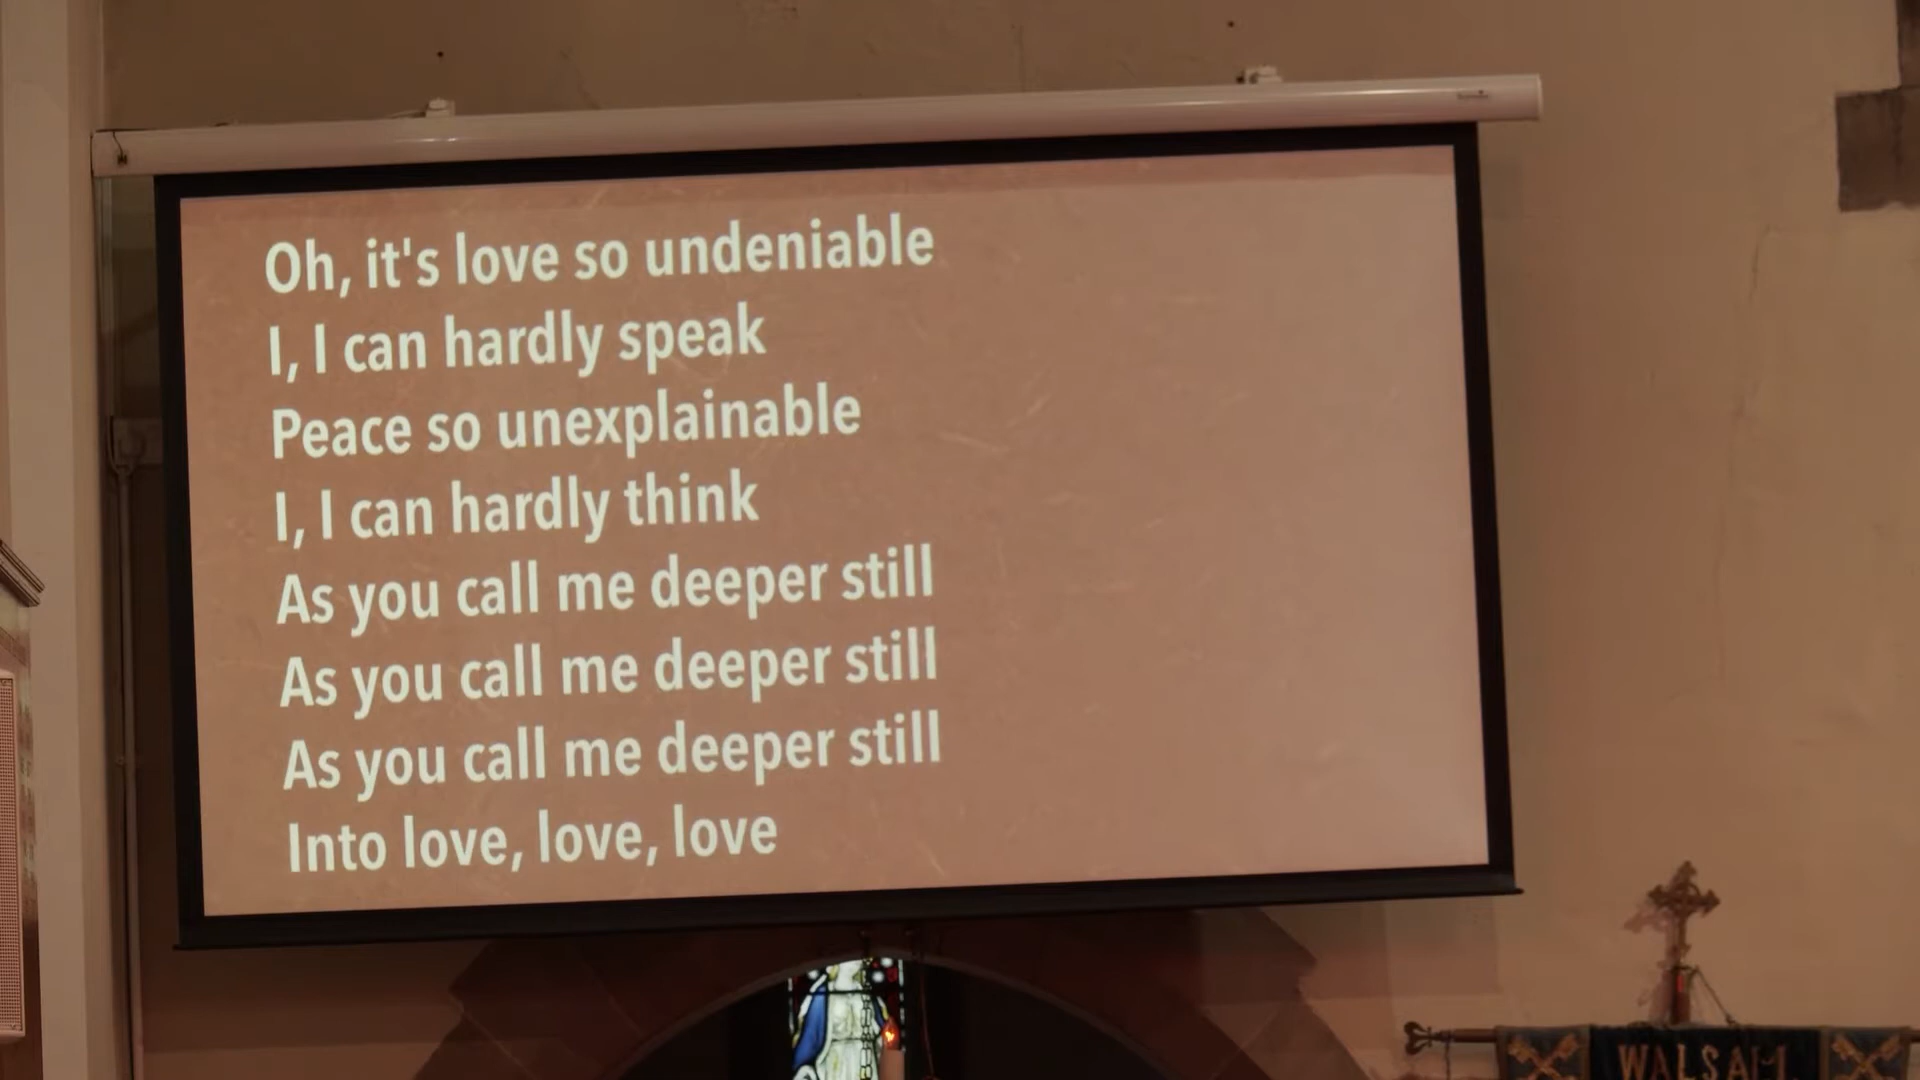 Oh, it's love so undeniable
I, I can hardly speak
Peace so unexplainable
I, I can hardly think
As you call me deeper still
As you call me deeper still
As you call me deeper still
Into love, love, love